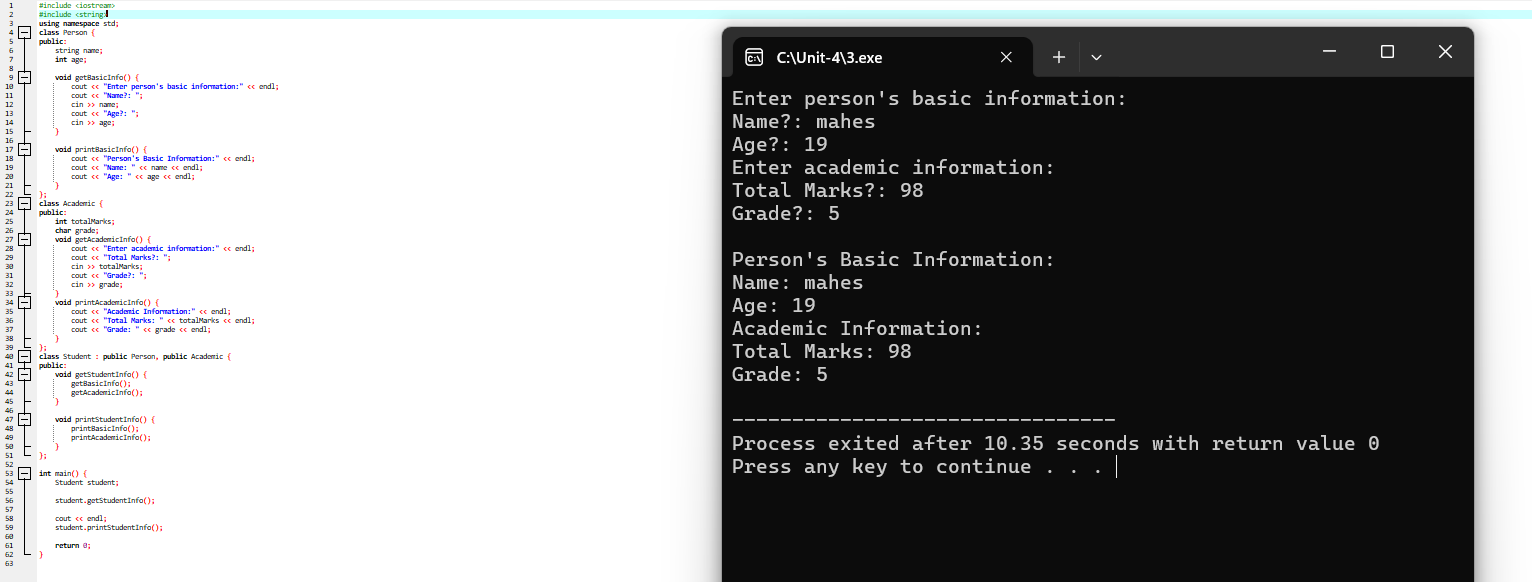 1 #include <iostream>
2 #include <string>
3 using namespace std;
4 class Person {
5 public:
6 string name;
7 int age;
8
9 void getBasicInfo() {
10 cout << "Enter person's basic information:" << endl;
11 cout << "Name?: ";
12 cin >> name;
13 cout << "Age?: ";
14 cin >> age;
15 }
16
17 void printBasicInfo() {
18 cout << "Person's Basic Information:" << endl;
19 cout << "Name: " << name << endl;
20 cout << "Age: " << age << endl;
21 }
22 };
23 class Academic {
24 public:
25 int totalMarks;
26 char grade;
27 void getAcademicInfo() {
28 cout << "Enter academic information:" << endl;
29 cout << "Total Marks?: ";
30 cin >> totalMarks;
31 cout << "Grade?: ";
32 cin >> grade;
33 }
34 void printAcademicInfo() {
35 cout << "Academic Information:" << endl;
36 cout << "Total Marks: " << totalMarks << endl;
37 cout << "Grade: " << grade << endl;
38 }
39 };
40 class Student : public Person, public Academic {
41 public:
42 void getStudentInfo() {
43 getBasicInfo();
44 getAcademicInfo();
45 }
46
47 void printStudentInfo() {
48 printBasicInfo();
49 printAcademicInfo();
50 }
51 };
52
53 int main() {
54 Student student;
55
56 student.getStudentInfo();
57
58 cout << endl;
59 student.printStudentInfo();
60
61 return 0;
62 }
63
C:\Unit-4\3.exe
Enter person's basic information:
Name?: mahes
Age?: 19
Enter academic information:
Total Marks?: 98
Grade?: 5
Person's Basic Information:
Name: mahes
Age: 19
Academic Information:
Total Marks: 98
Grade: 5
--------------------------------
Process exited after 10.35 seconds with return value 0
Press any key to continue . . .